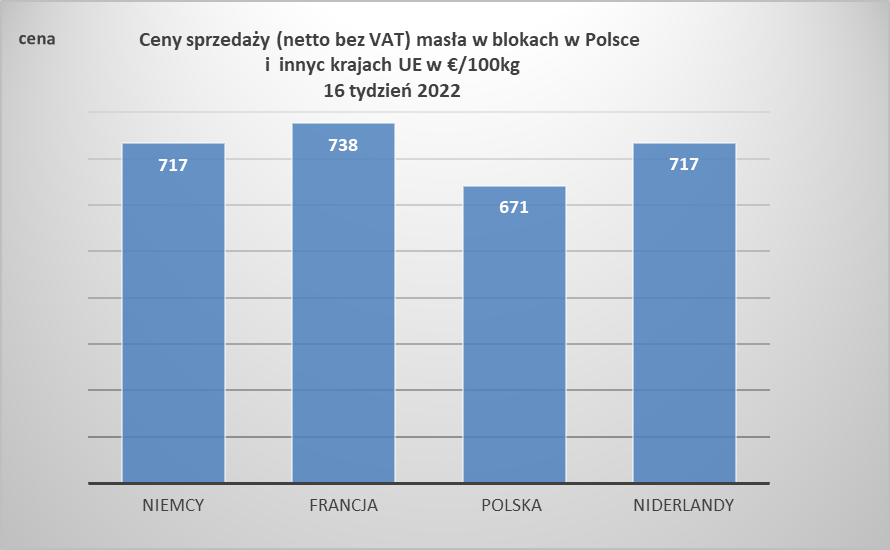 cena
Ceny sprzedaży (netto bez VAT) masła w blokach w Polsce
i innyc krajach UE w €/100kg
16 tydzień 2022
717
738
671
717
NIEMCY
FRANCJA
POLSKA
NIDERLANDY